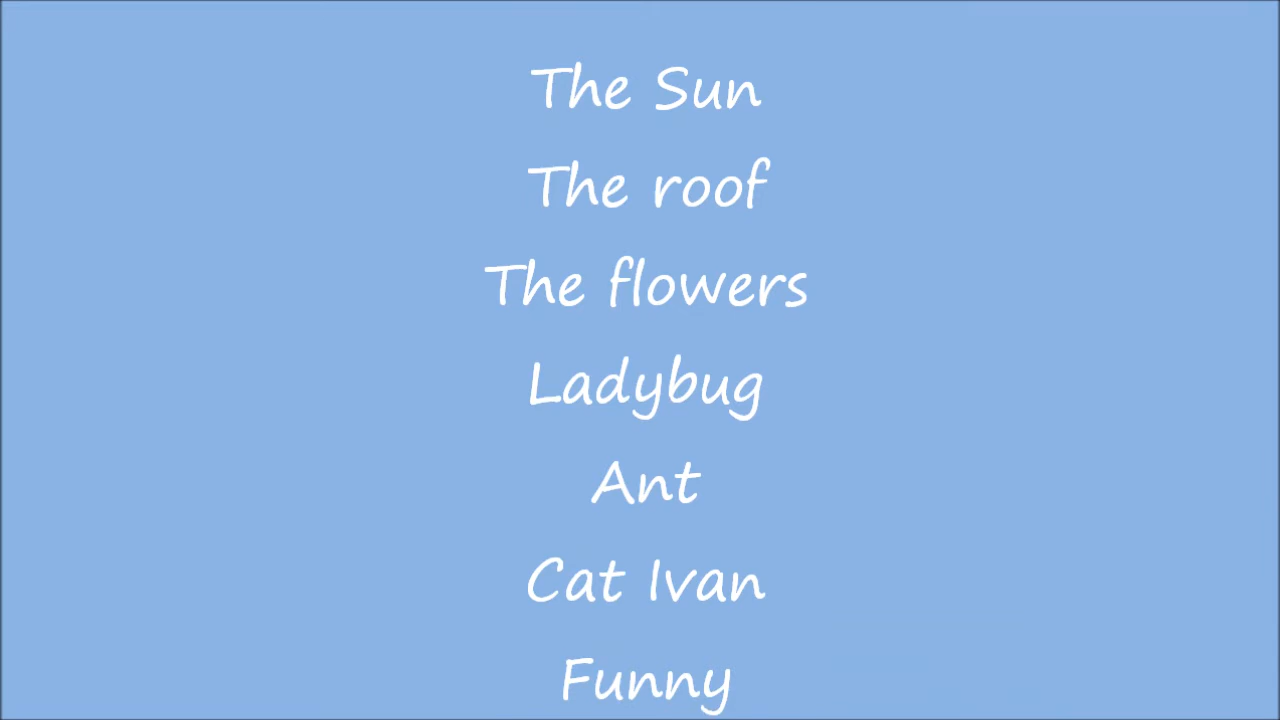 The Sun
The roof
The flowers
Ladybug
Ant
Cat Ivan
Funny